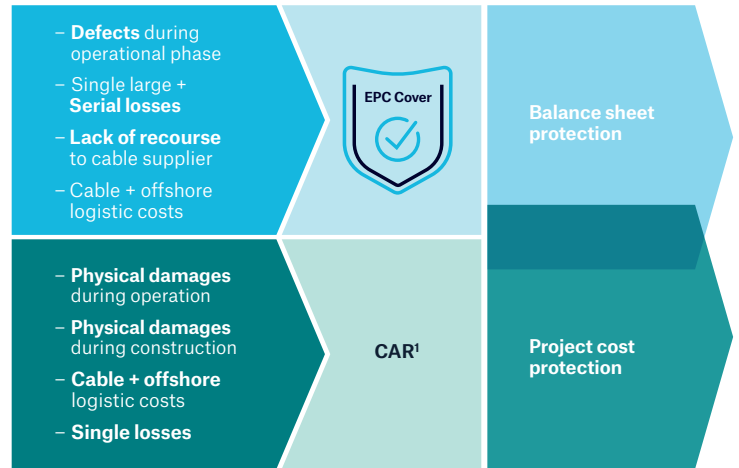 – Defects during
operational phase
– Single large +
Serial losses
– Lack of recourse
to cable supplier
– Cable + offshore
logistic costs
EPC Cover
Balance sheet
protection
– Physical damages
during operation
– Physical damages
during construction
– Cable + offshore
logistic costs
– Single losses
CAR¹
Project cost
protection